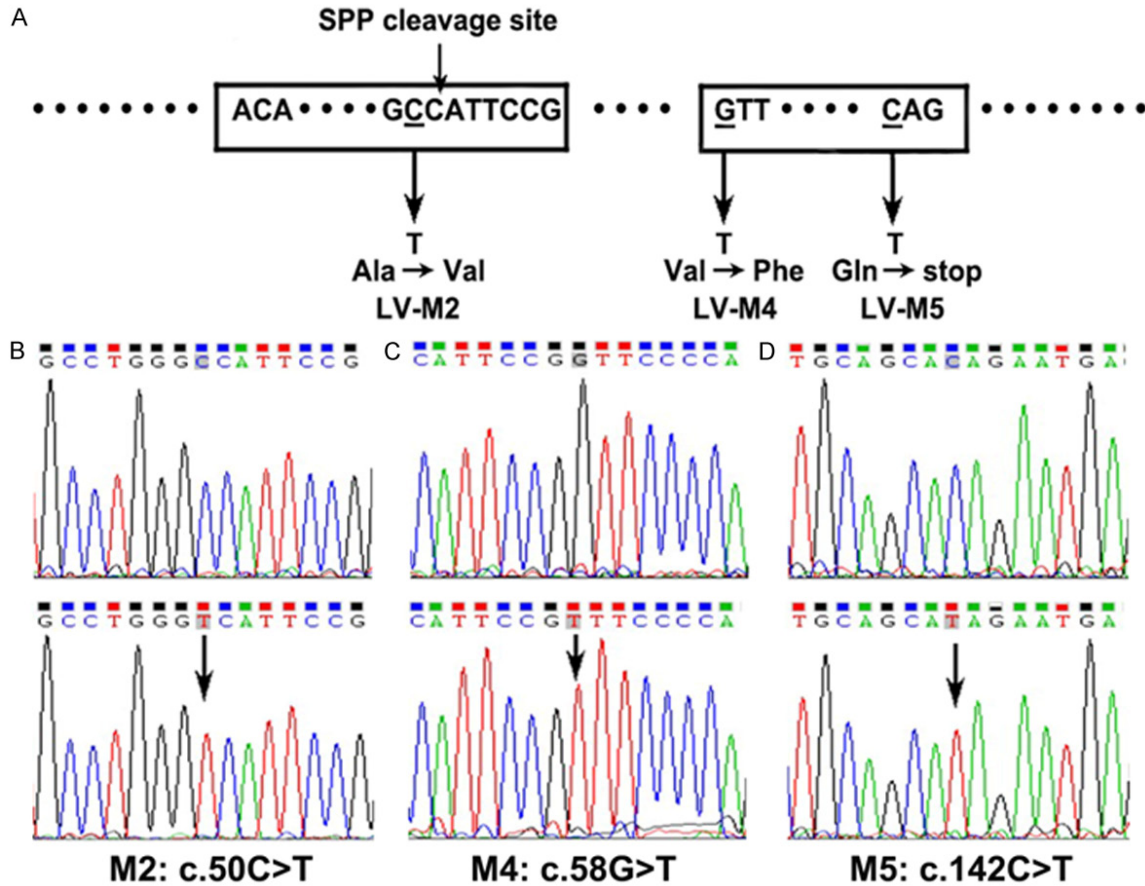 A
SPP cleavage site
ACA GCCATTCCG GTT CAG
T T T
Ala → Val Val → Phe Gln → stop
LV-M2 LV-M4 LV-M5
B C D
GCCTGGGCCATTCCG CATTCCGGTTCCCCA TGCAGCACAGAATGA
GCCTGGGTCATTCCG CATTCCGTTTCCCCA TGCAGCATAGAATGA
M2: c.50C>T M4: c.58G>T M5: c.142C>T